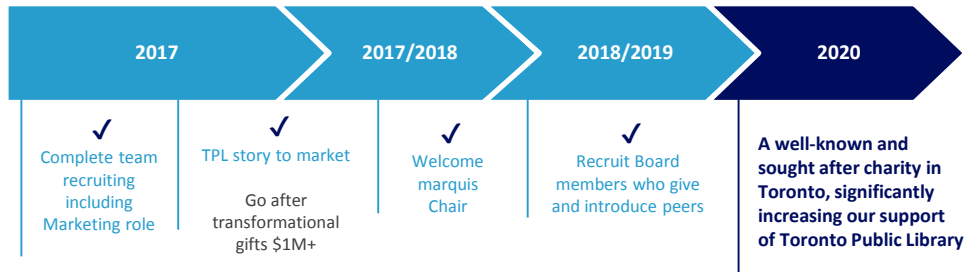 2017
2017/2018
2018/2019
2020
✓
Complete team
recruiting
including
Marketing role
✓
TPL story to market
Go after
transformational
gifts $1M+
✓
Welcome
marquis
Chair
✓
Recruit Board
members who give
and introduce peers
A well-known and
sought after charity in
Toronto, significantly
increasing our support
of Toronto Public Library